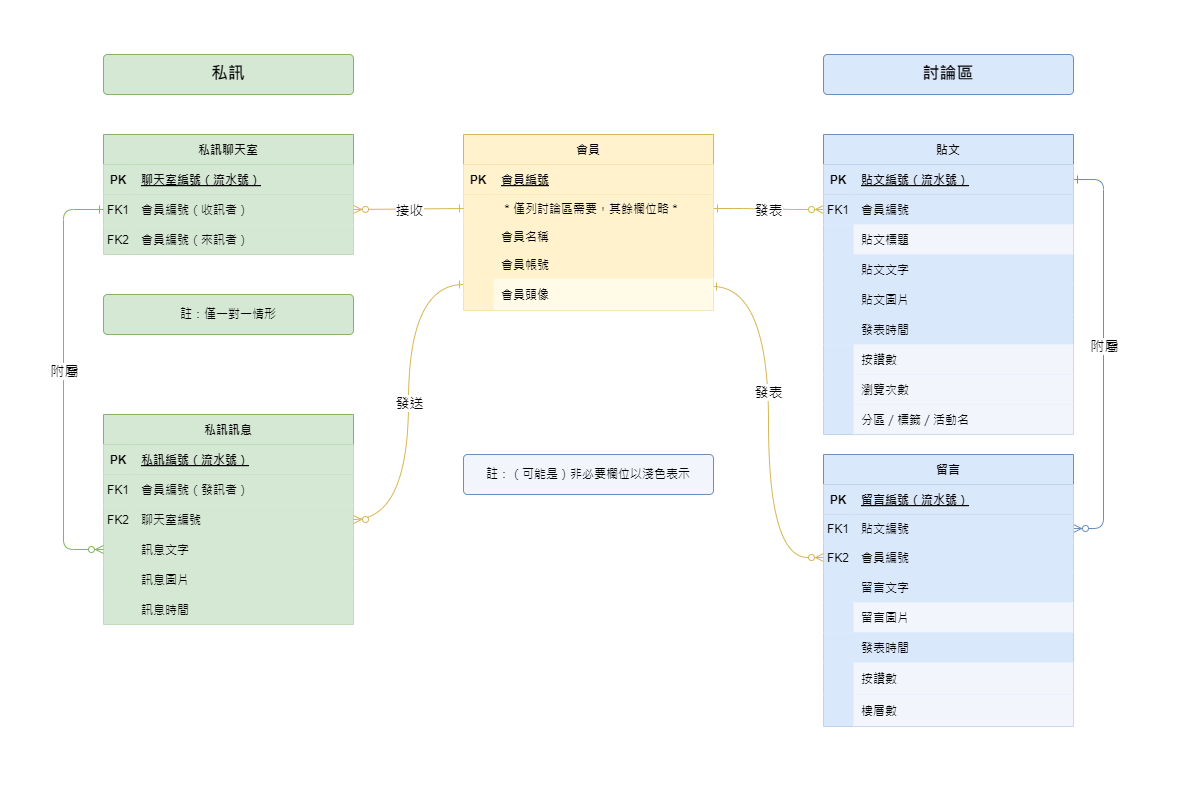 私訊
討論區
私訊聊天室
PK 聊天室編號（流水號）
FK1 會員編號（收訊者）
FK2 會員編號（來訊者）
註：僅一對一情形
附屬
私訊訊息
PK 私訊編號（流水號）
FK1 會員編號（發訊者）
FK2 聊天室編號
訊息文字
訊息圖片
訊息時間
接收
發送
會員
PK 會員編號
* 僅列討論區需要，其餘欄位略 *
會員名稱
會員帳號
會員頭像
註：（可能是）非必要欄位以淺色表示
發表
發表
貼文
PK 貼文編號（流水號）
FK1 會員編號
貼文標題
貼文文字
貼文圖片
發表時間
按讚數
瀏覽次數
分區 / 標籤 / 活動名
附屬
留言
PK 留言編號（流水號）
FK1 貼文編號
FK2 會員編號
留言文字
留言圖片
發表時間
按讚數
樓層數